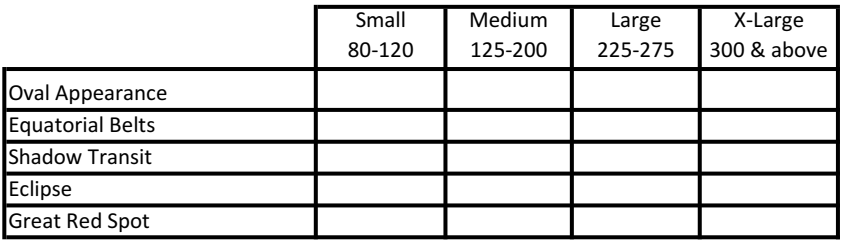 Small Medium Large X-Large
80-120 125-200 225-275 300 & above
Oval Appearance
Equatorial Belts
Shadow Transit
Eclipse
Great Red Spot